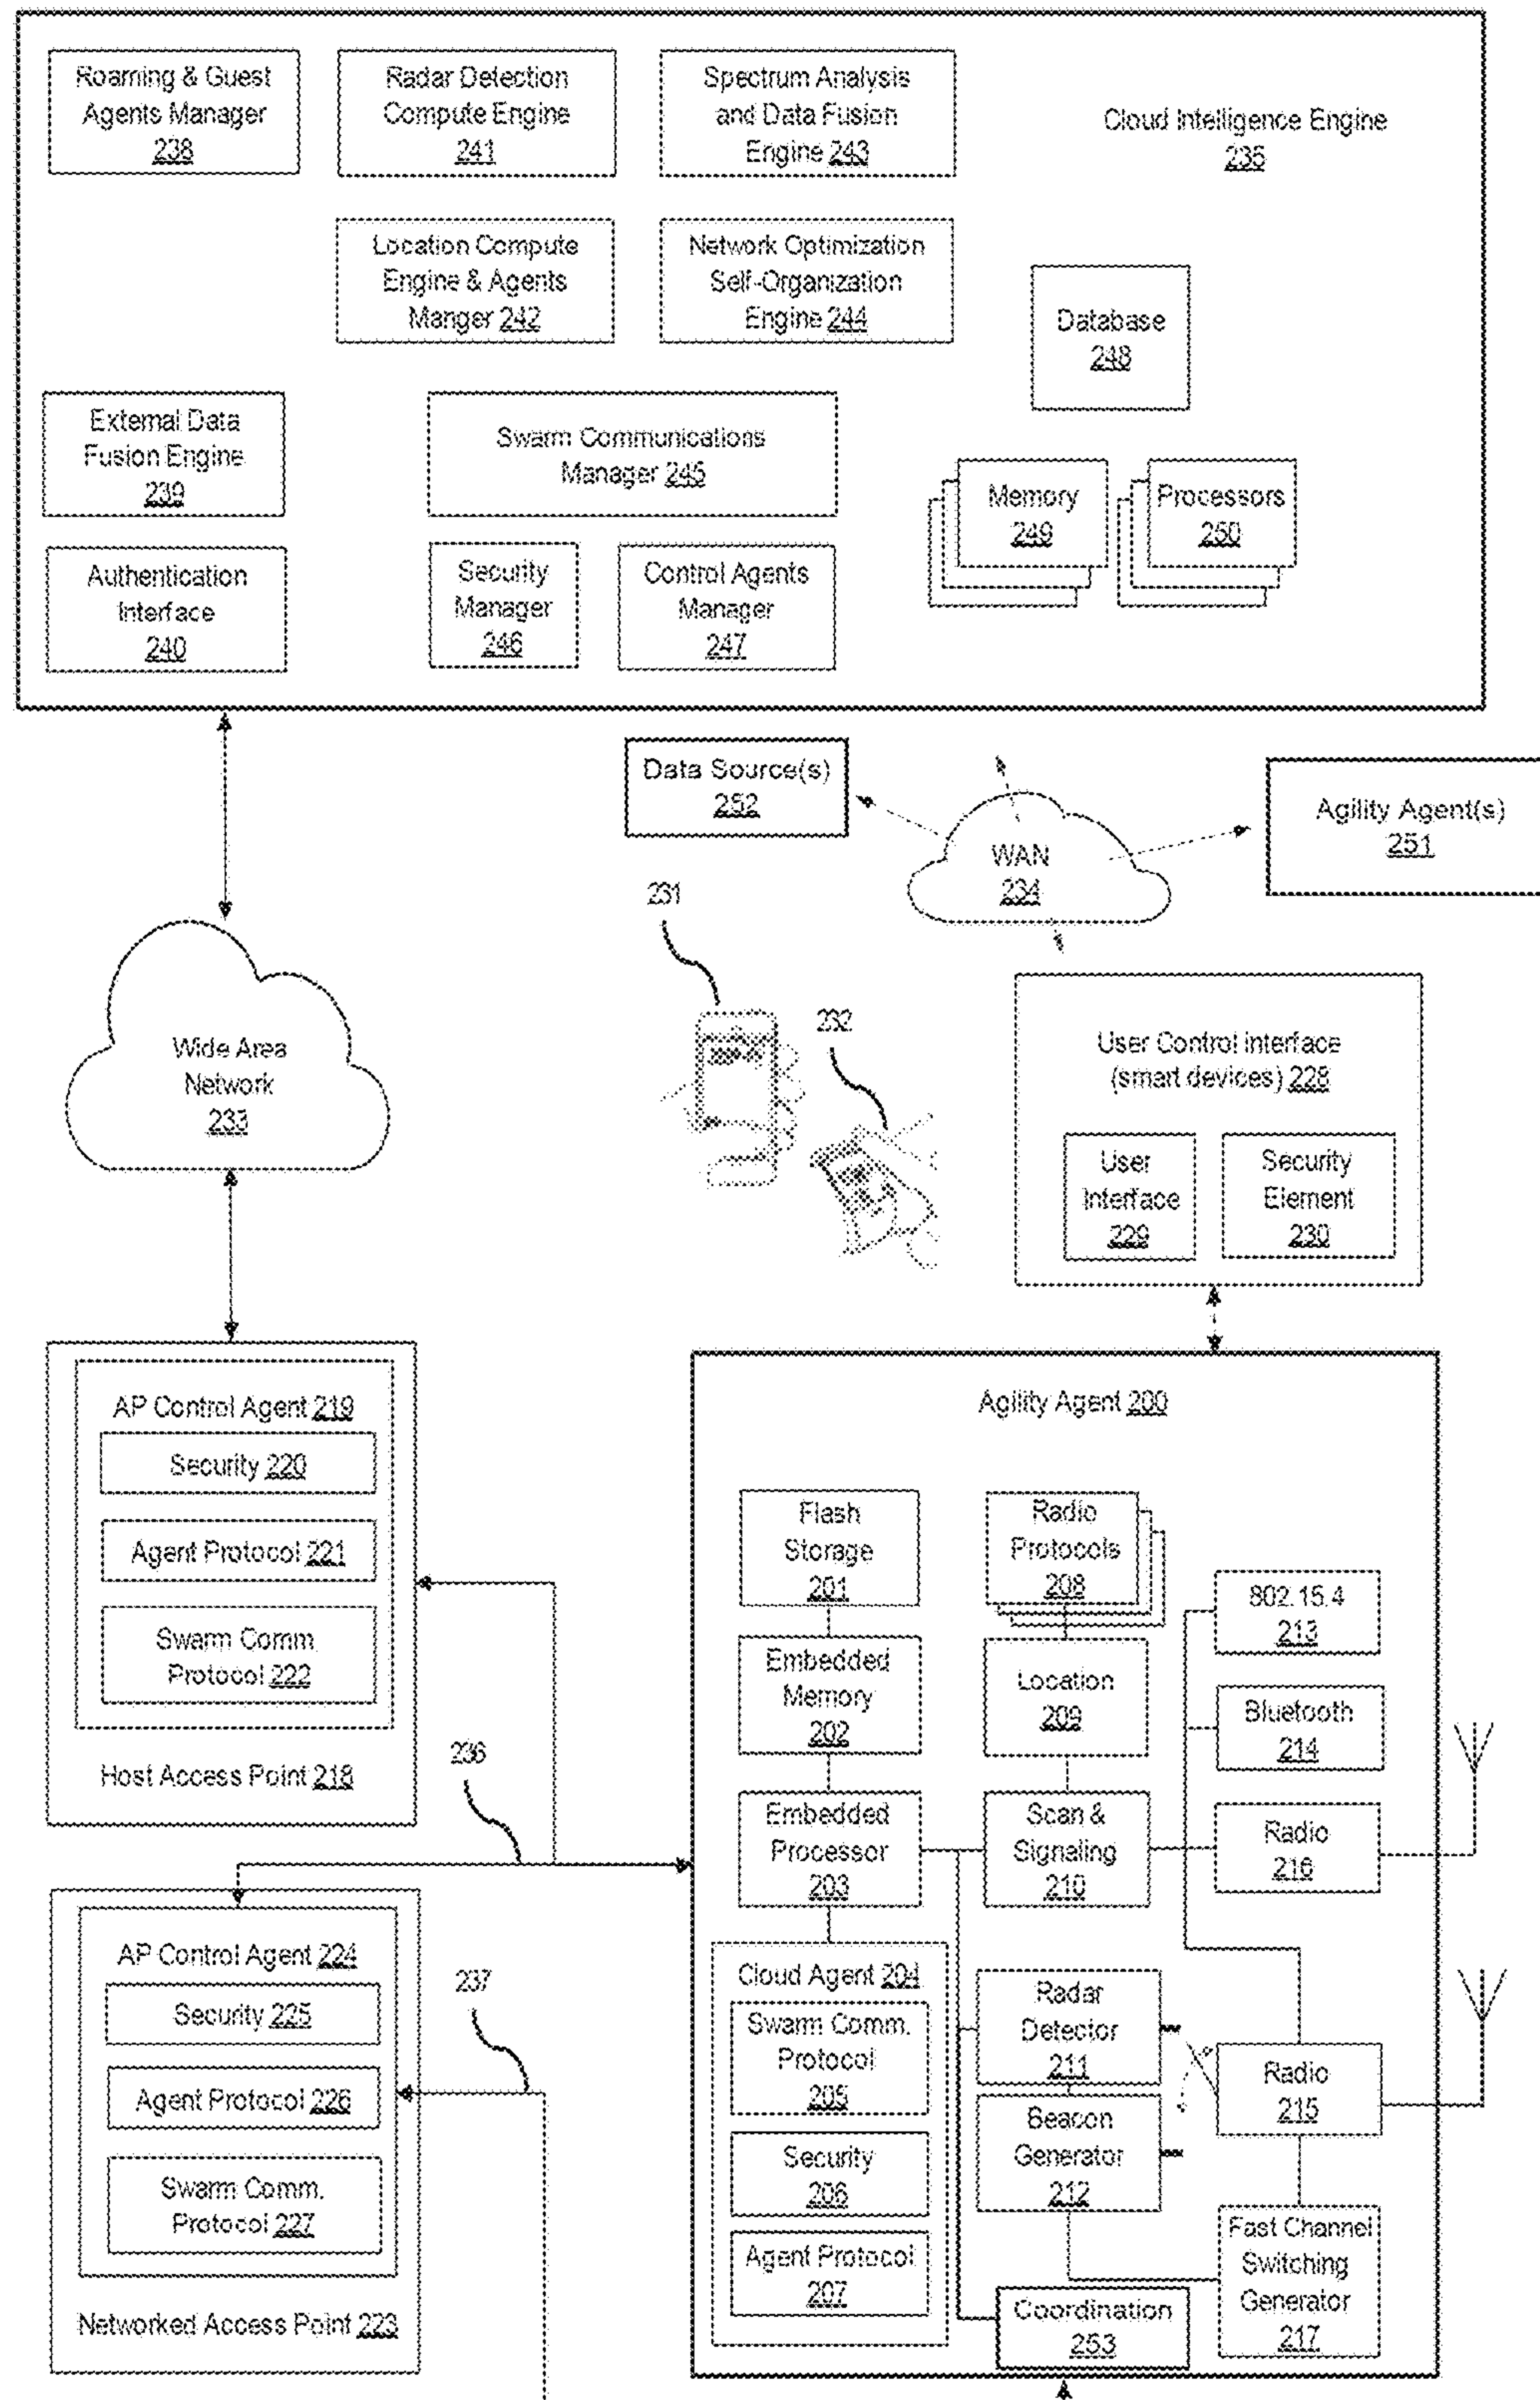 Roaming & Guest
Agents Manager
238
Radar Detection
Compute Engine
241
Spectrum Analysis
and Data Fusion
Engine 243
Cloud Intelligence Engine
235
Location Compute
Engine & Agents
Manger 242
Network Optimization
Self-Organization
Engine 244
Database
248
External Data
Fusion Engine
239
Swarm Communications
Manager 245
Memory
249
Processors
250
Authentication
Interface
240
Security
Manager
246
Control Agents
Manager
247
Data Source(s)
252
WAN
234
Agility Agent(s)
251
231
232
Wide Area
Network
233
User Control interface
(smart devices) 228
User
Interface
229
Security
Element
230
AP Control Agent 219
Security 220
Agent Protocol 221
Swarm Comm.
Protocol 222
Host Access Point 218
236
Agility Agent 200
Flash
Storage
201
Radio
Protocols
208
802.15.4
213
Embedded
Memory
202
Location
209
Bluetooth
214
Embedded
Processor
203
Scan &
Signaling
210
Radio
216
AP Control Agent 224
Security 225
Agent Protocol 226
Swarm Comm.
Protocol 227
Networked Access Point 223
237
Cloud Agent 204
Swarm Comm.
Protocol
205
Security
206
Agent Protocol
207
Radar
Detector
211
Beacon
Generator
212
Radio
215
Fast Channel
Switching
Generator
217
Coordination
253